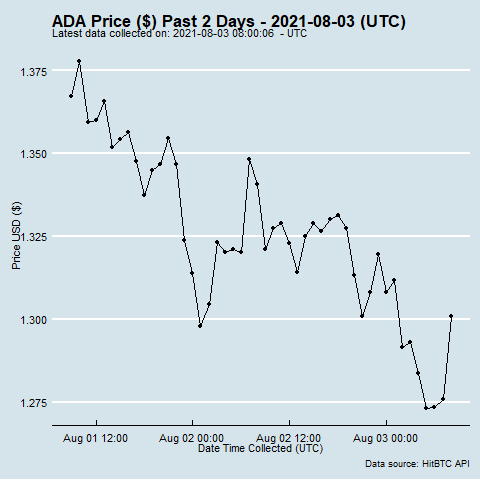 ADA Price ($) Past 2 Days - 2021-08-03 (UTC)
Latest data collected on: 2021-08-03 08:00:06 - UTC
1.375
1.350
1.325
1.300
1.275
Price USD ($)
Aug 01 12:00 Aug 02 00:00 Aug 02 12:00 Aug 03 00:00
Date Time Collected (UTC)
Data source: HitBTC API